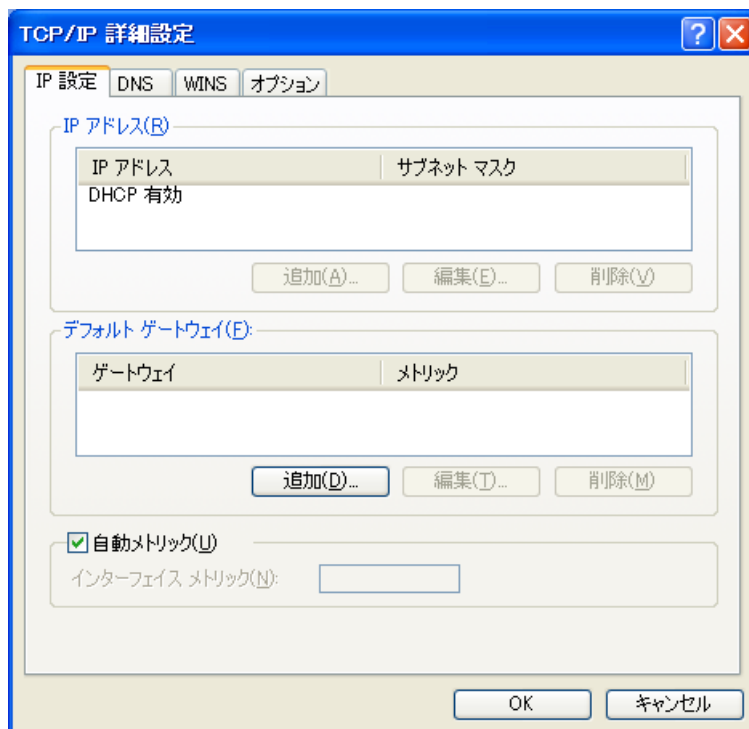 TCP/IP 詳細設定
IP 設定 DNS WINS オプション
IP アドレス(R)
IP アドレス サブネット マスク
DHCP 有効
追加(A)... 編集(E)... 削除(V)
デフォルト ゲートウェイ(F):
ゲートウェイ メトリック
追加(D)... 編集(T)... 削除(M)
自動メトリック(U)
インターフェイス メトリック(N):
OK キャンセル